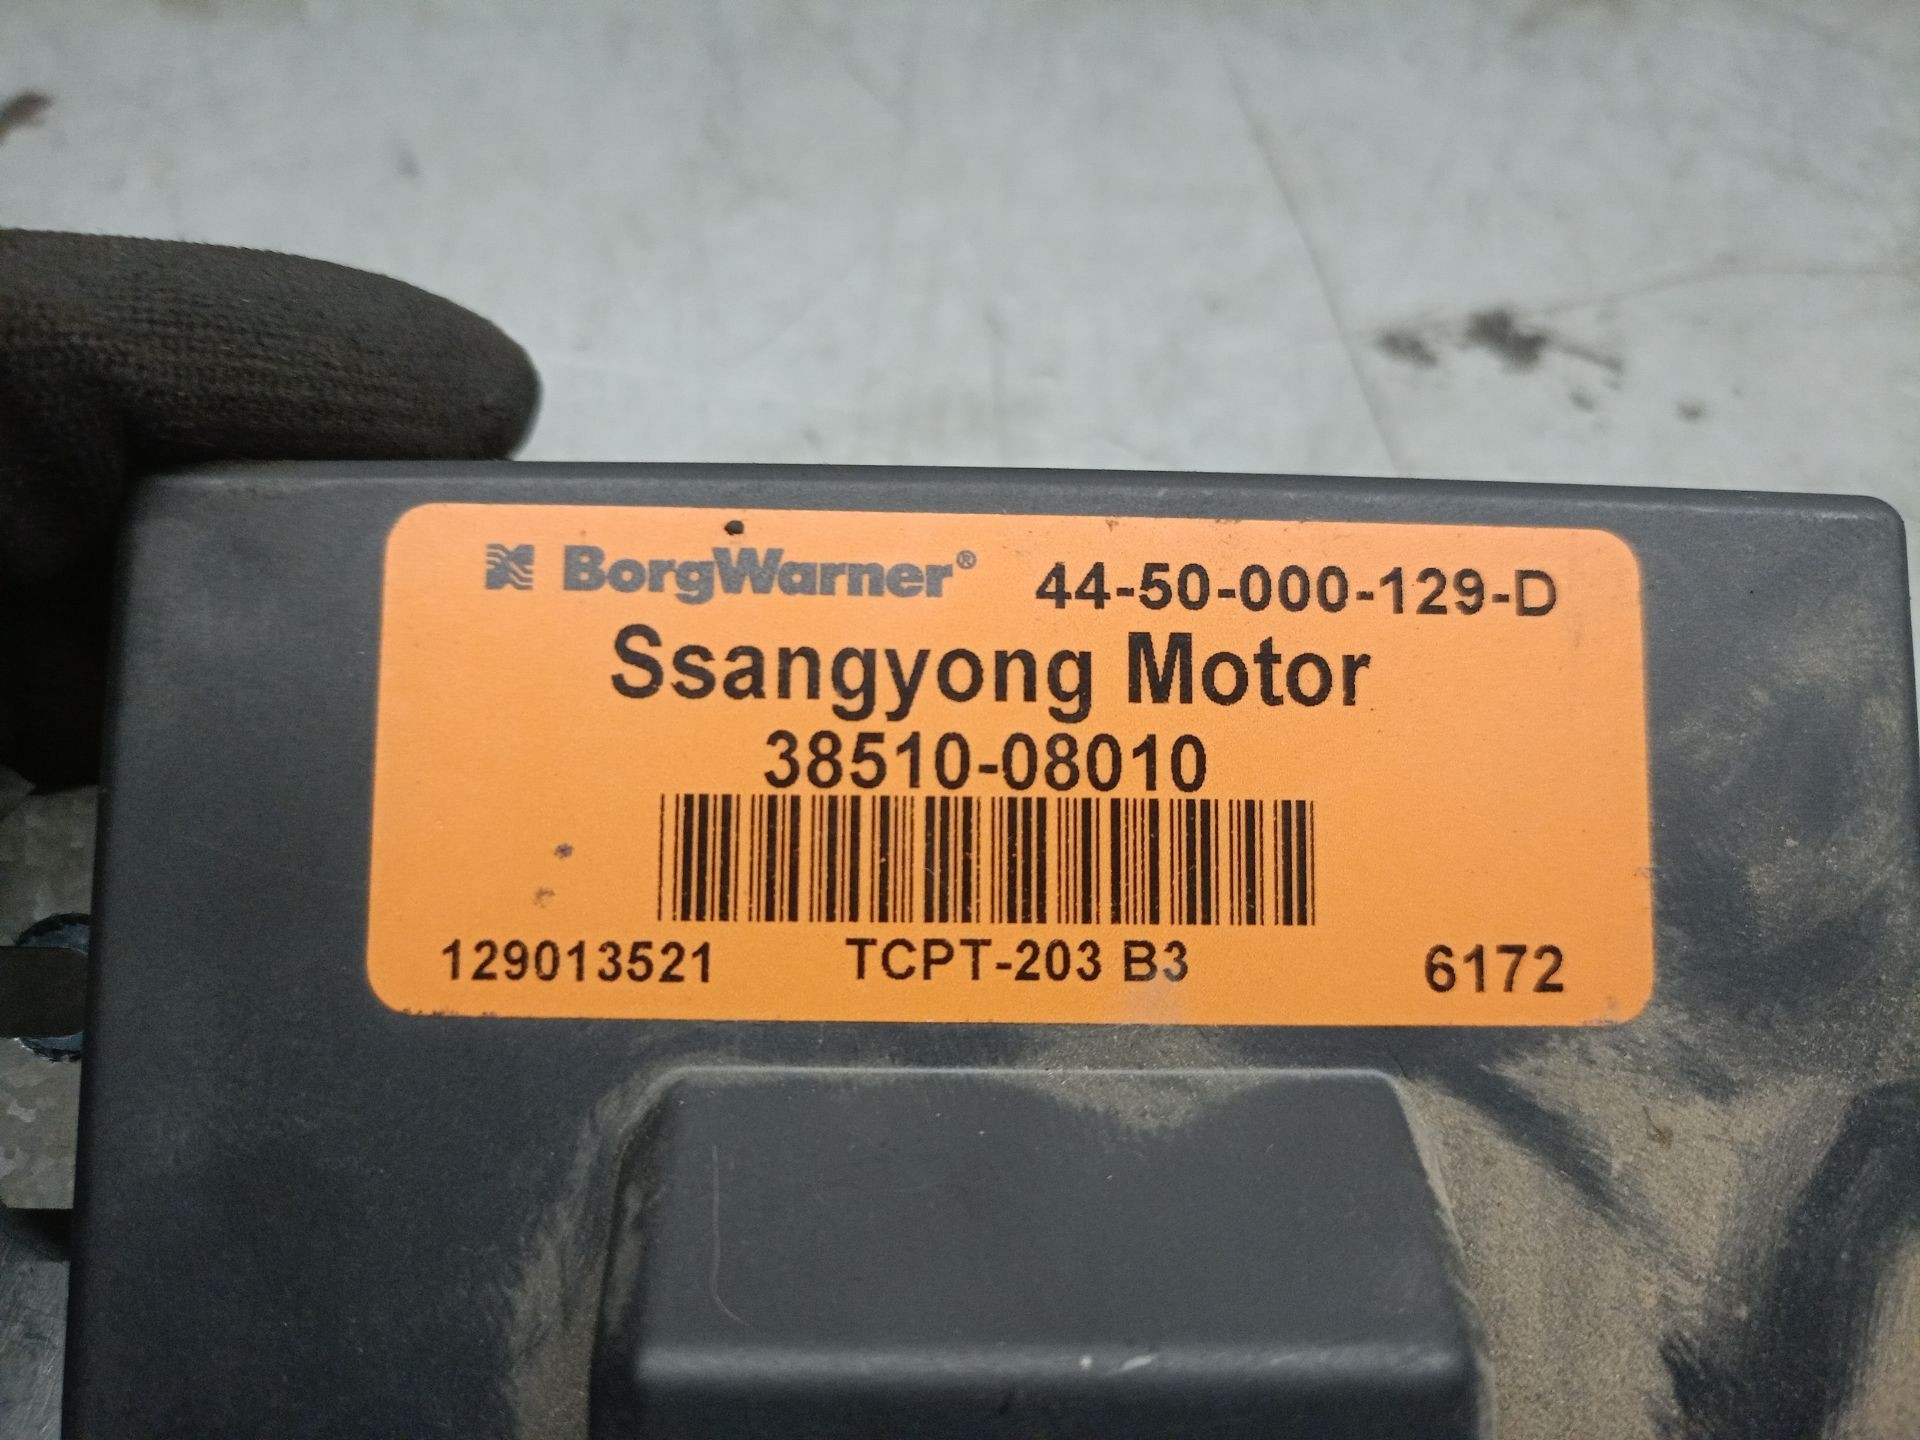 BorgWarner® 44-50-000-129-D
Ssangyong Motor
38510-08010
129013521 TCPT-203 B3 6172